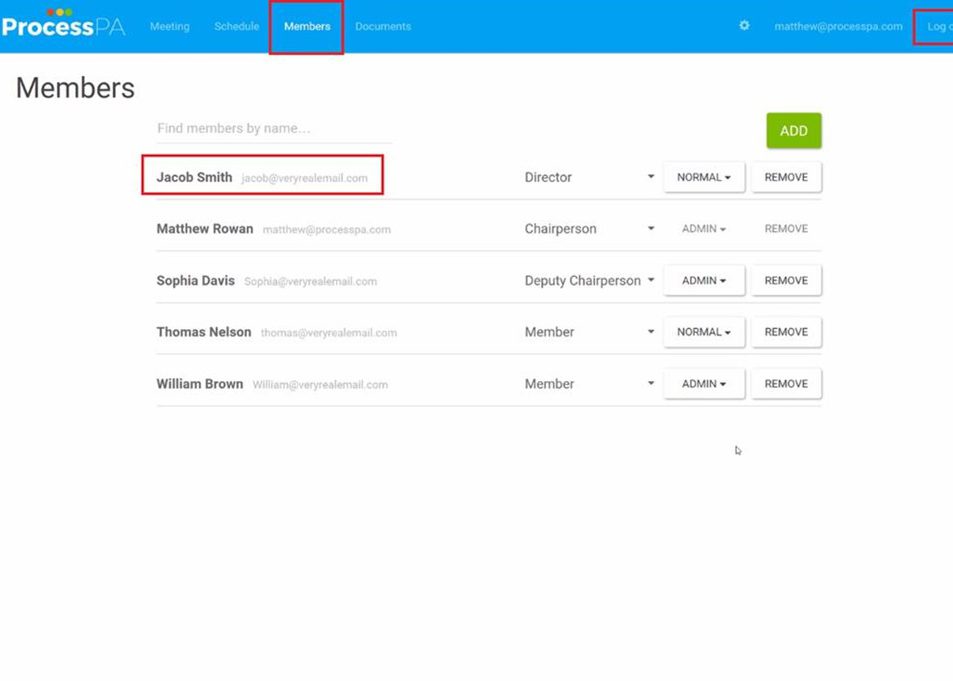 ProcessPA Meeting Schedule Members Documents matthew@processpa.com Log
Members
Find members by name... ADD
Jacob Smith jacob@veryrealemail.com Director NORMAL REMOVE
Matthew Rowan matthew@processpa.com Chairperson ADMIN REMOVE
Sophia Davis Sophia@veryrealemail.com Deputy Chairperson ADMIN REMOVE
Thomas Nelson thomas@veryrealemail.com Member NORMAL REMOVE
William Brown William@veryrealemail.com Member ADMIN REMOVE